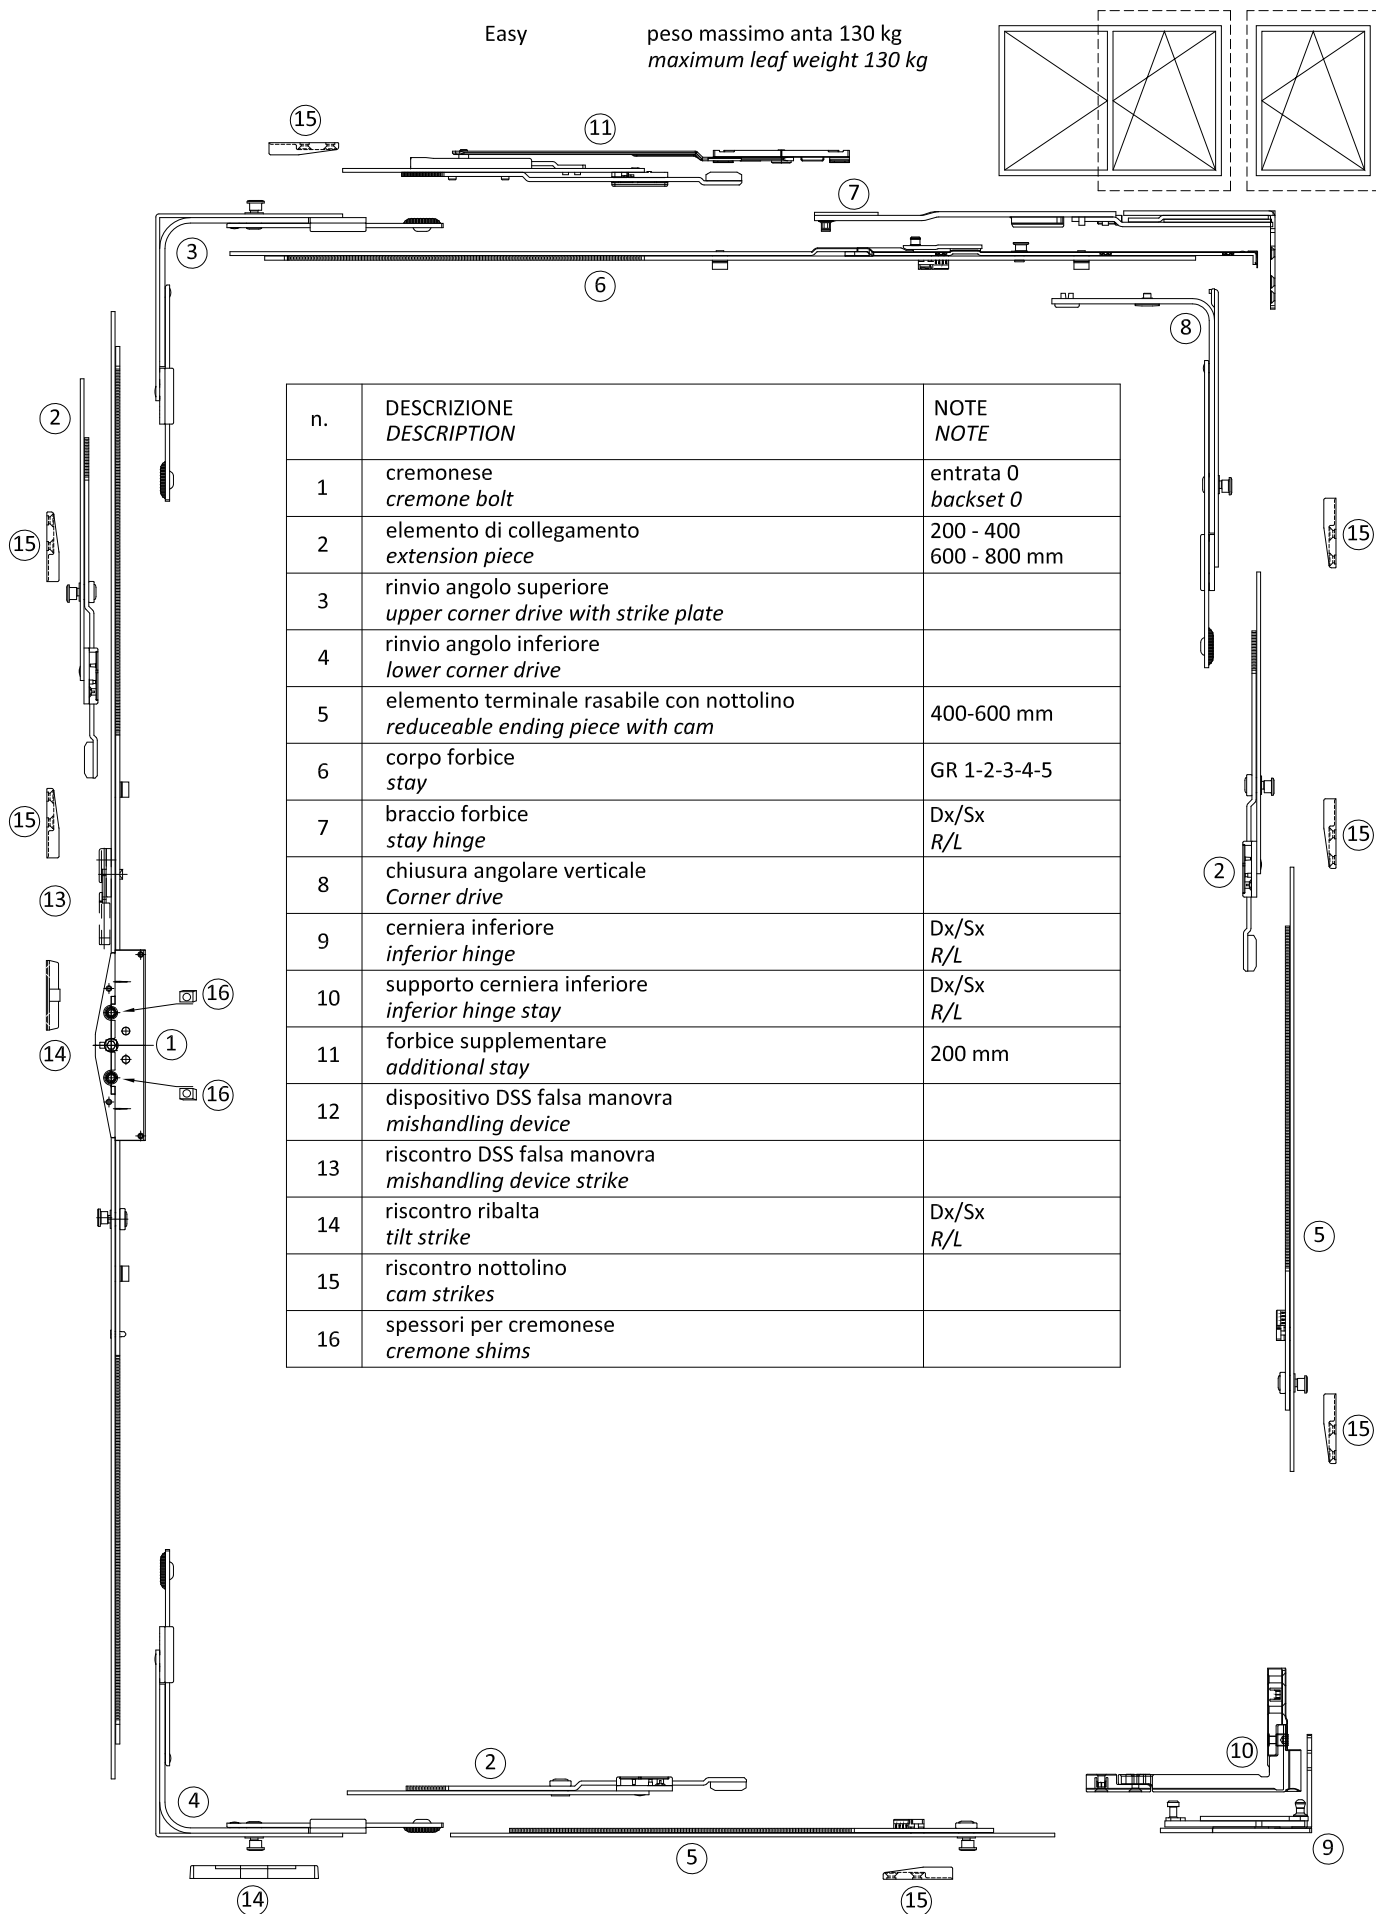 Easy peso massimo anta 130 kg
maximum leaf weight 130 kg
15
11
7
3
6
8
2
15
15
15
13
14
16
1
16
15
2
5
15
2
10
4
5
9
14
15
n. DESCRIZIONE NOTE
DESCRIPTION NOTE
1 cremonese entrata 0
cremone bolt backset 0
2 elemento di collegamento 200 - 400
extension piece 600 - 800 mm
3 rinvio angolo superiore
upper corner drive with strike plate
4 rinvio angolo inferiore
lower corner drive
5 elemento terminale rasabile con nottolino 400-600 mm
reduceable ending piece with cam
6 corpo forbice GR 1-2-3-4-5
stay
7 braccio forbice Dx/Sx
stay hinge R/L
8 chiusura angolare verticale
Corner drive
9 cerniera inferiore Dx/Sx
inferior hinge R/L
10 supporto cerniera inferiore Dx/Sx
inferior hinge stay R/L
11 forbice supplementare 200 mm
additional stay
12 dispositivo DSS falsa manovra
mishandling device
13 riscontro DSS falsa manovra
mishandling device strike
14 riscontro ribalta Dx/Sx
tilt strike R/L
15 riscontro nottolino
cam strikes
16 spessori per cremonese
cremone shims